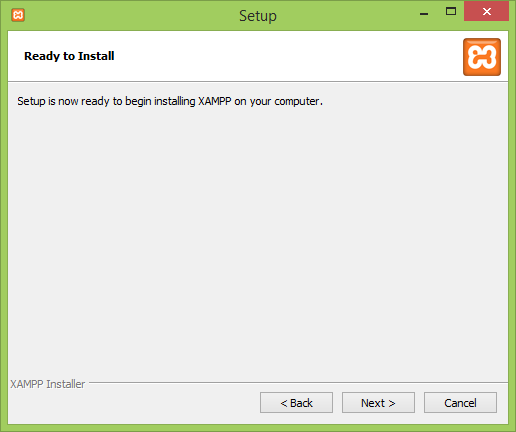 Setup
Ready to Install
Setup is now ready to begin installing XAMPP on your computer.
XAMPP Installer
< Back
Next >
Cancel